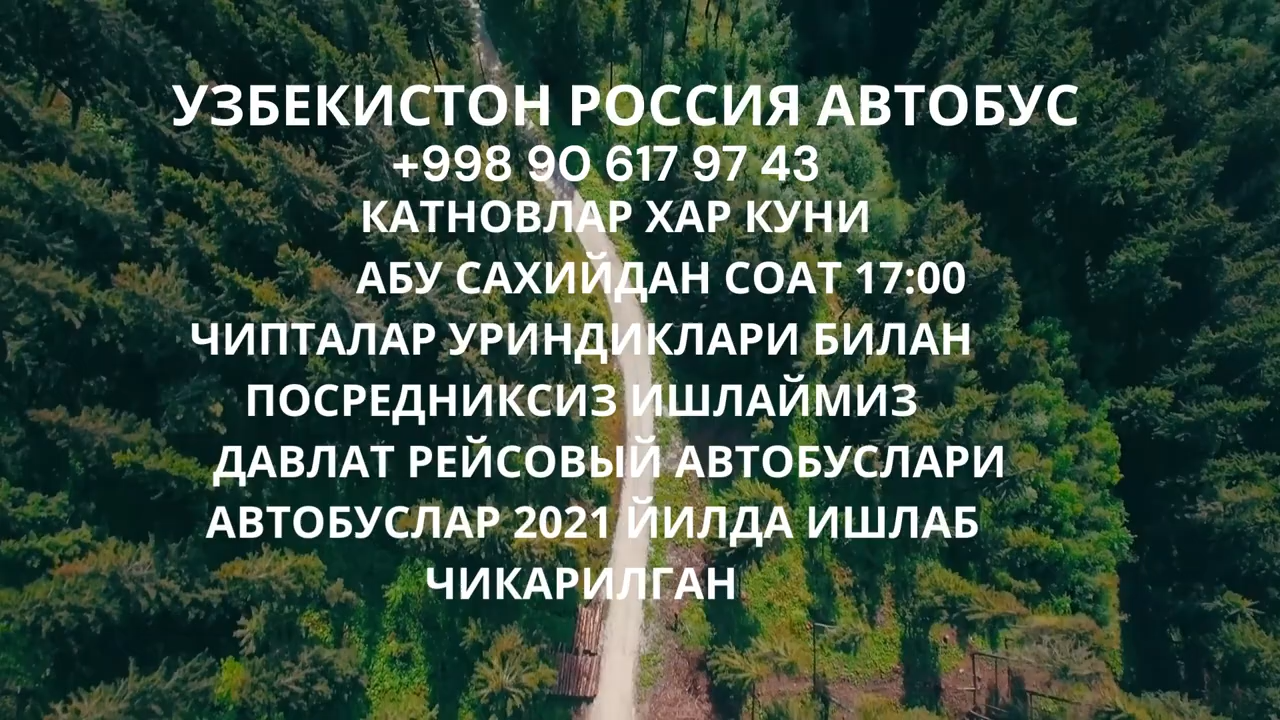 УЗБЕКИСТОН РОССИЯ АВТОБУС
+998 90 617 97 43
КАТНОВЛАР ХАР КУНИ
АБУ САХИЙДАН СОАТ 17:00
ЧИПТАЛАР УРИНДИКЛАРИ БИЛАН
ПОСРЕДНИКСИЗ ИШЛАЙМИЗ
ДАВЛАТ РЕЙСОВЫЙ АВТОБУСЛАРИ
АВТОБУСЛАР 2021 ЙИЛДА ИШЛАБ
ЧИКАРИЛГАН